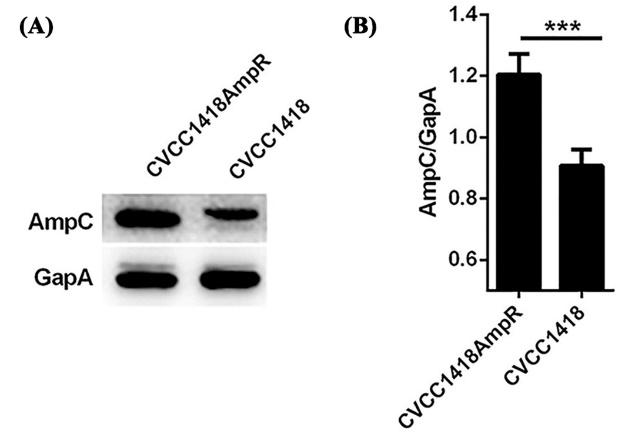 (A)
CVCC1418AmpR
CVCC1418
AmpC
GapA
(B)
AmpC/GapA
1.4
1.2
1.0
0.8
0.6
***
CVCC1418AmpR
CVCC1418